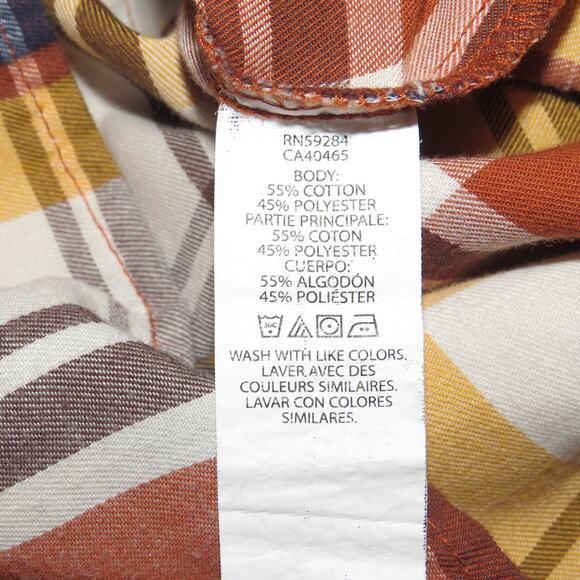 RN59284
CA40465
BODY:
55% COTTON
45% POLYESTER
PARTIE PRINCIPALE:
55% COTON
45% POLYESTER
CUERPO:
55% ALGODÓN
45% POLIÉSTER
30C
WASH WITH LIKE COLORS.
LAVER AVEC DES
COULEURS SIMILAIRES.
LAVAR CON COLORES
SIMILARES.